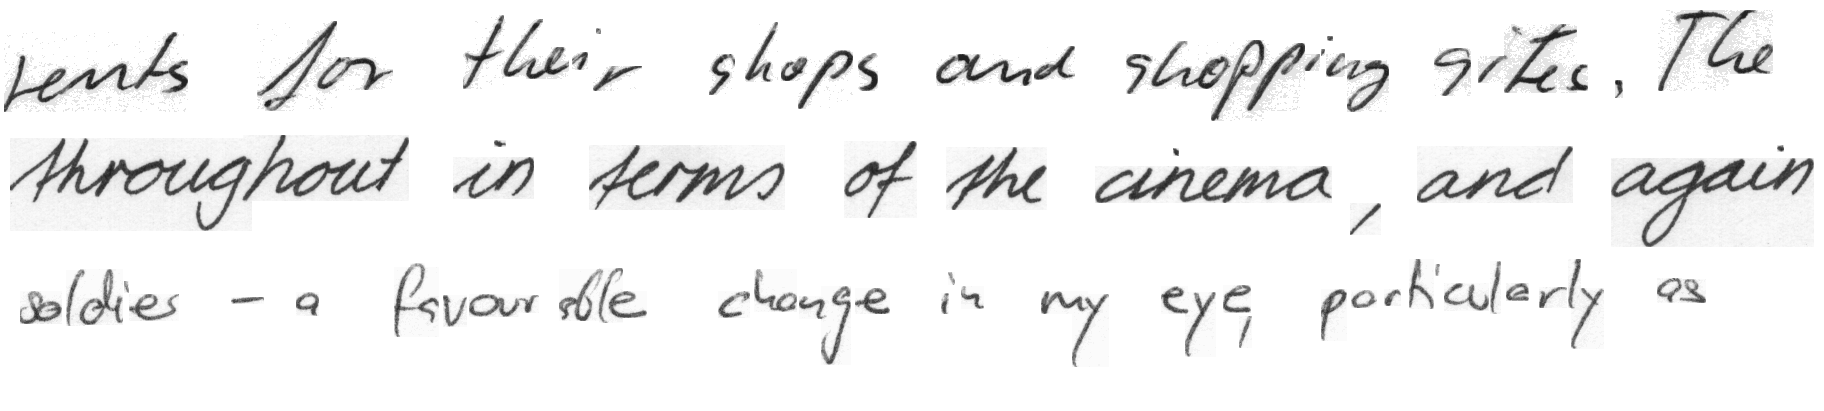 rents for their shops and shopping sites. The
throughout in terms of the cinema, and again
soldies - a favourable change in my eye, particularly as